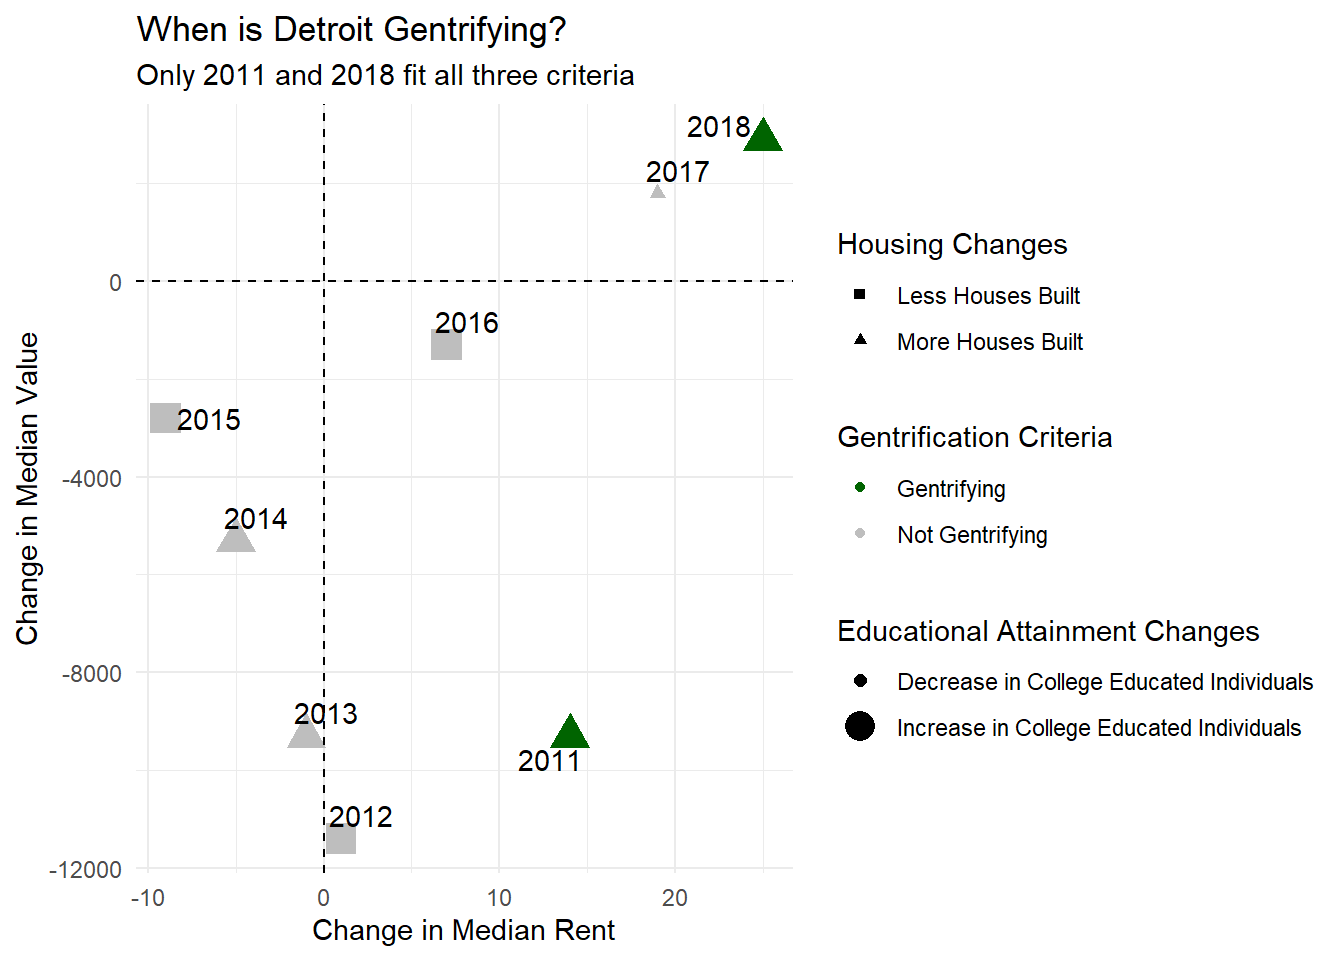 When is Detroit Gentrifying?
Only 2011 and 2018 fit all three criteria
2018
2017
2016
2015
2014
2013
2011
2012
0
-4000
-8000
-12000
Change in Median Value
-10
0
10
20
Change in Median Rent
Housing Changes
Less Houses Built
More Houses Built
Gentrification Criteria
Gentrifying
Not Gentrifying
Educational Attainment Changes
Decrease in College Educated Individuals
Increase in College Educated Individuals